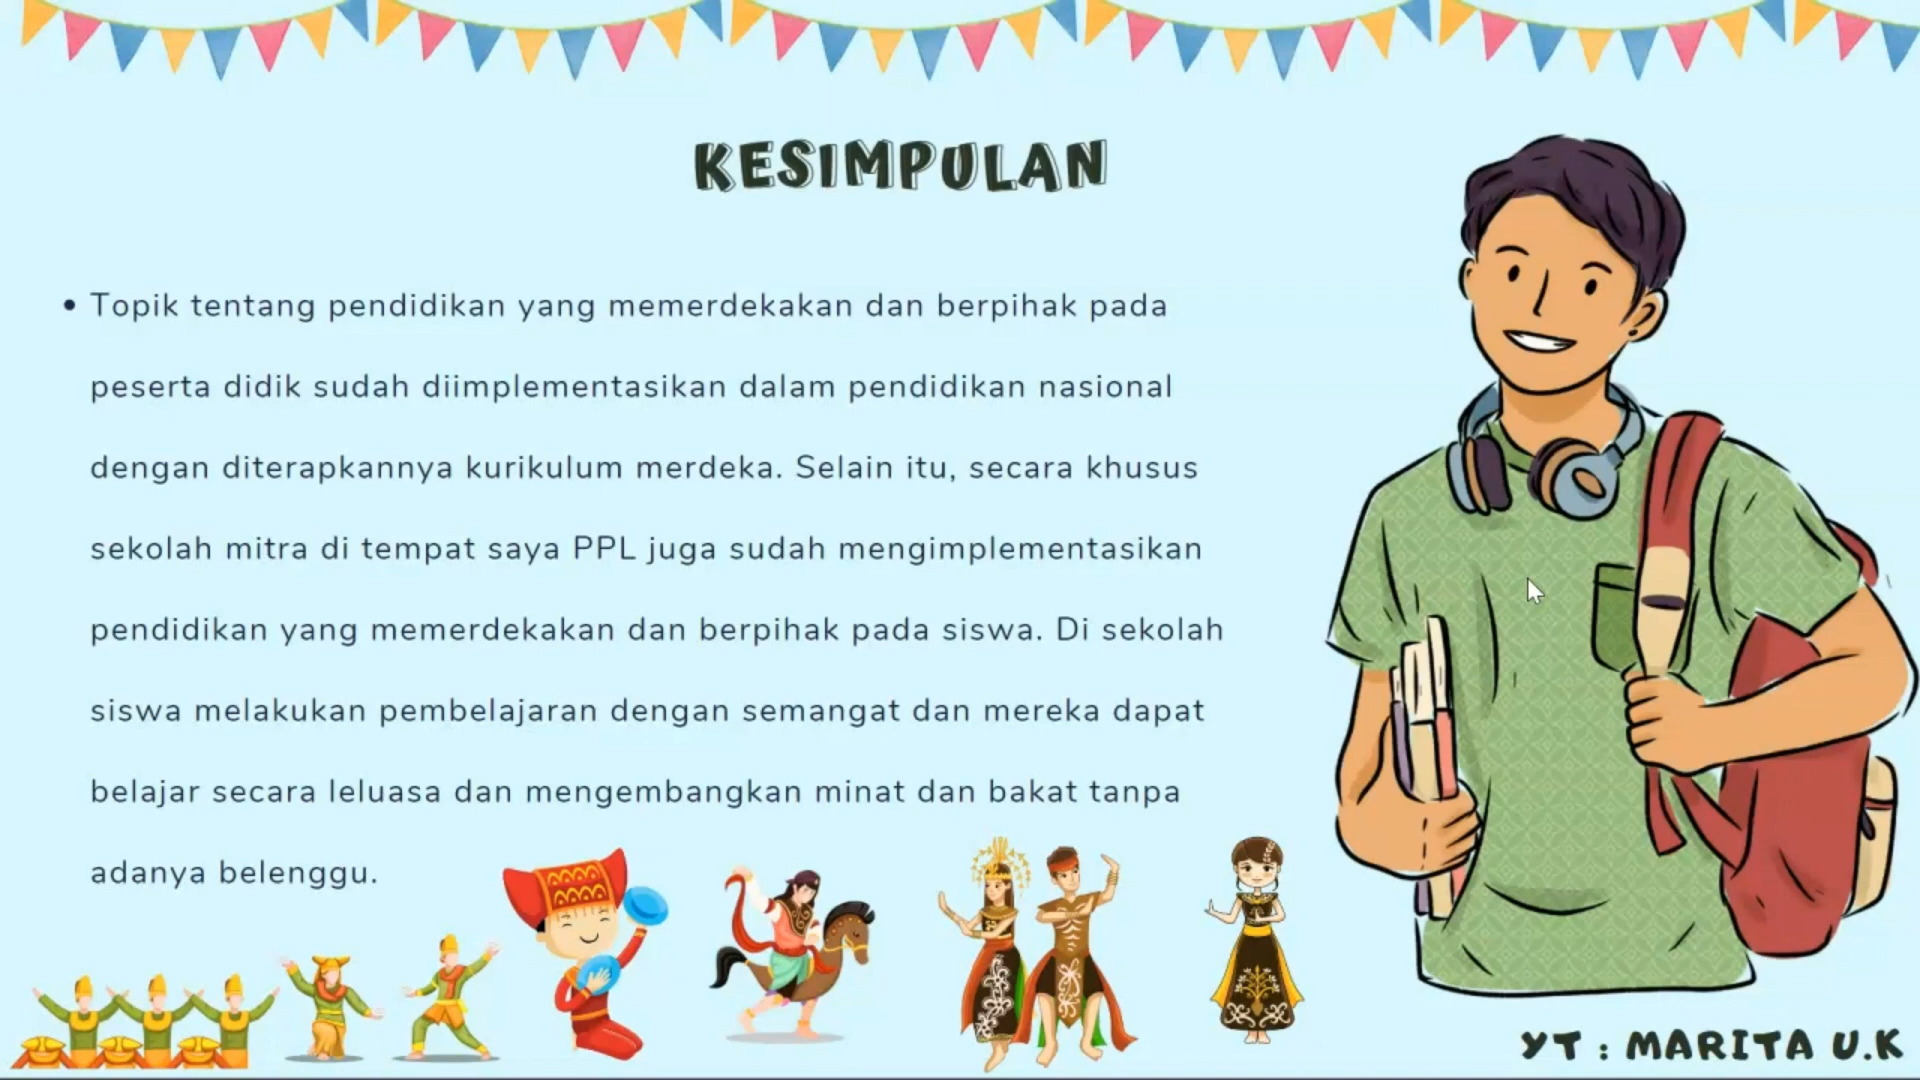 KESIMPULAN
• Topik tentang pendidikan yang memerdekakan dan berpihak pada
peserta didik sudah diimplementasikan dalam pendidikan nasional
dengan diterapkannya kurikulum merdeka. Selain itu, secara khusus
sekolah mitra di tempat saya PPL juga sudah mengimplementasikan
pendidikan yang memerdekakan dan berpihak pada siswa. Di sekolah
siswa melakukan pembelajaran dengan semangat dan mereka dapat
belajar secara leluasa dan mengembangkan minat dan bakat tanpa
adanya belenggu.
YT : MARITA U.K